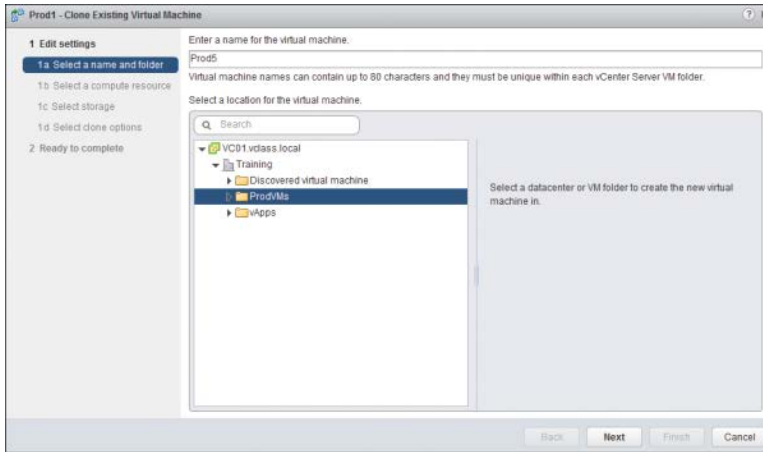 Prod1 - Clone Existing Virtual Machine
1 Edit settings
1a Select a name and folder
1b Select a compute resource
1c Select storage
1d Select clone options
2 Ready to complete
Enter a name for the virtual machine.
Prod5
Virtual machine names can contain up to 80 characters and they must be unique within each vCenter Server VM folder.
Select a location for the virtual machine.
Search
VC01.vclass.local
Training
Discovered virtual machine
ProdVMs
vApps
Select a datacenter or VM folder to create the new virtual
machine in.
Back
Next
Finish
Cancel